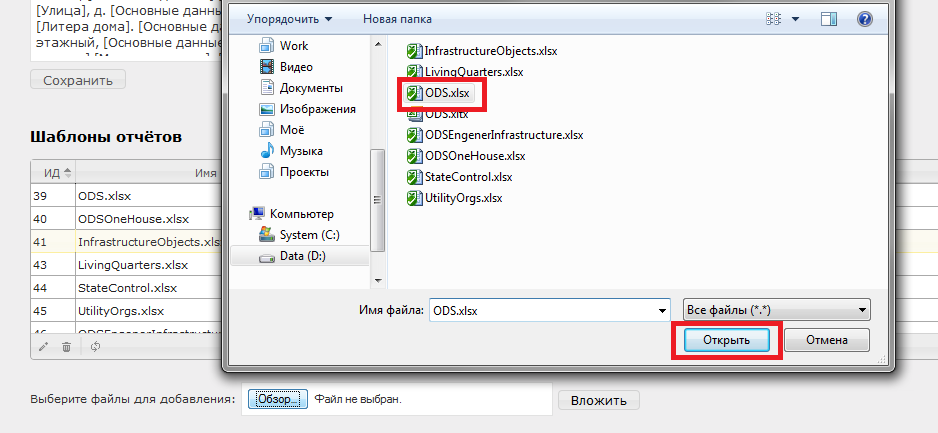 [Улица], д. [Основные данны
[Литера дома]. [Основные да
этажный, [Основные данные
Сохранить
Шаблоны отчётов
ИД Имя
39 ODS.xlsx
40 ODSOneHouse.xlsx
41 InfrastructureObjects.xls
43 LivingQuarters.xlsx
44 StateControl.xlsx
45 UtilityOrgs.xlsx
46 ODSEngenerInfrastructure
Выберите файлы для добавления: Обзор... Файл не выбран. Вложить
Упорядочить Новая папка
Work
Видео
Документы
Изображения
Моё
Музыка
Проекты
Компьютер
System (C:)
Data (D:)
InfrastructureObjects.xlsx
LivingQuarters.xlsx
ODS.xlsx
ODS.xltx
ODSEngenerInfrastructure.xlsx
ODSOneHouse.xlsx
StateControl.xlsx
UtilityOrgs.xlsx
Имя файла: ODS.xlsx Все файлы (*.*)
Открыть Отмена